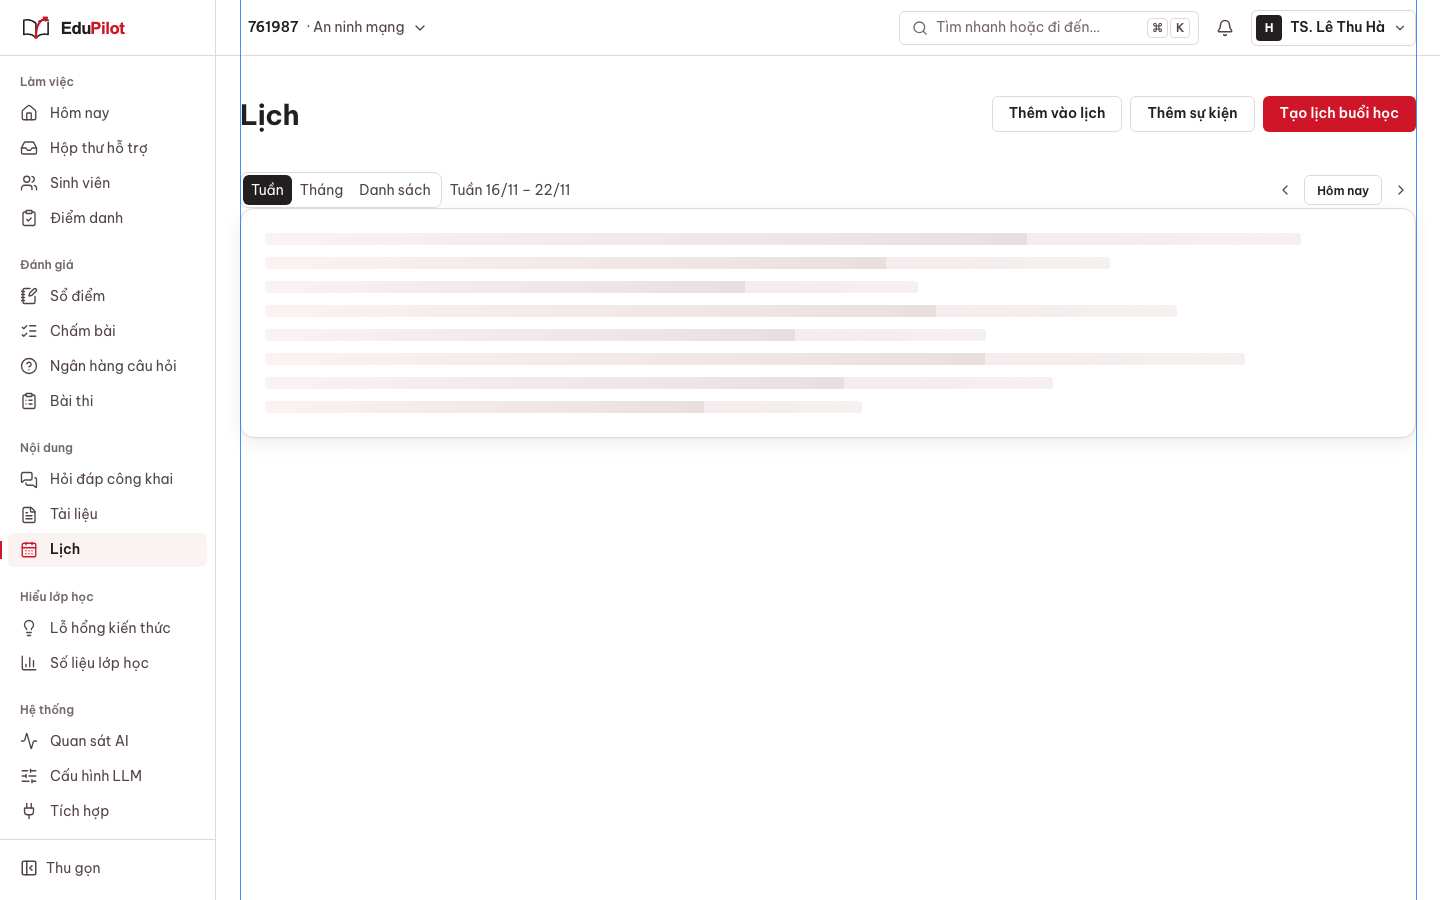 EduPilot
761987 · An ninh mạng
Tìm nhanh hoặc đi đến...
⌘ K
H TS. Lê Thu Hà
Làm việc
Hôm nay
Hộp thư hỗ trợ
Sinh viên
Điểm danh
Đánh giá
Sổ điểm
Chấm bài
Ngân hàng câu hỏi
Bài thi
Nội dung
Hỏi đáp công khai
Tài liệu
Lịch
Hiểu lớp học
Lỗ hổng kiến thức
Số liệu lớp học
Hệ thống
Quan sát AI
Cấu hình LLM
Tích hợp
Thu gọn
Lịch
Thêm vào lịch
Thêm sự kiện
Tạo lịch buổi học
Tuần Tháng Danh sách Tuần 16/11 – 22/11
Hôm nay